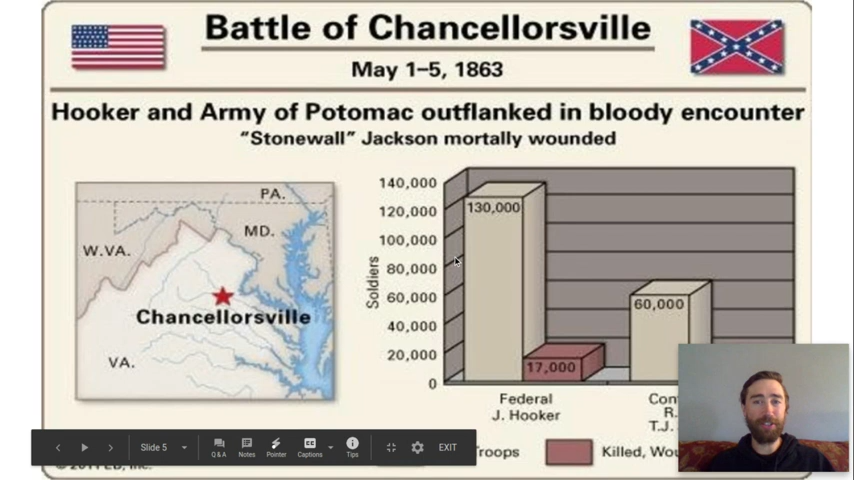 Battle of Chancellorsville
May 1–5, 1863
Hooker and Army of Potomac outflanked in bloody encounter
“Stonewall” Jackson mortally wounded
PA.
MD.
W.VA.
Chancellorsville
VA.
Soldiers
140,000
120,000
100,000
80,000
60,000
40,000
20,000
0
130,000
17,000
60,000
Federal
J. Hooker
R.
T.J.
Troops
Killed,
Slide 5
Q & A
Notes
Pointer
Captions
CC
Tips
EXIT